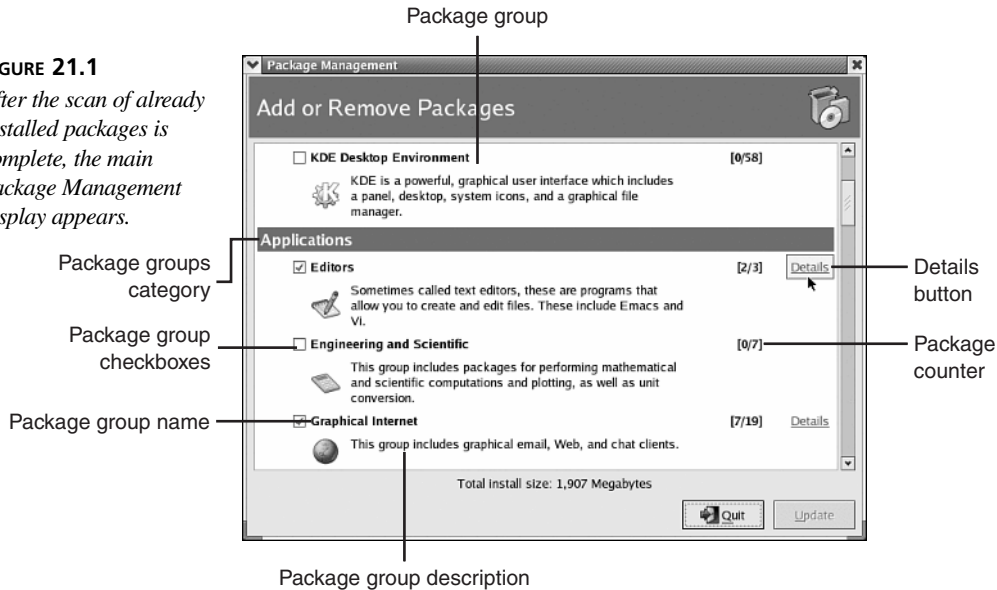 Package group
GURE 21.1
fter the scan of already
stalled packages is
omplete, the main
ackage Management
splay appears.
Package Management
Add or Remove Packages
KDE Desktop Environment [0/58]
KDE is a powerful, graphical user interface which includes
a panel, desktop, system icons, and a graphical file
manager.
Applications
Package groups
category
Editors [2/3] Details
Details
button
Sometimes called text editors, these are programs that
allow you to create and edit files. These include Emacs and
Vi.
Package group
checkboxes
Engineering and Scientific [0/7]
Package
counter
This group includes packages for performing mathematical
and scientific computations and plotting, as well as unit
conversion.
Package group name
Graphical Internet [7/19] Details
This group includes graphical email, Web, and chat clients.
Total install size: 1,907 Megabytes
Quit Update
Package group description